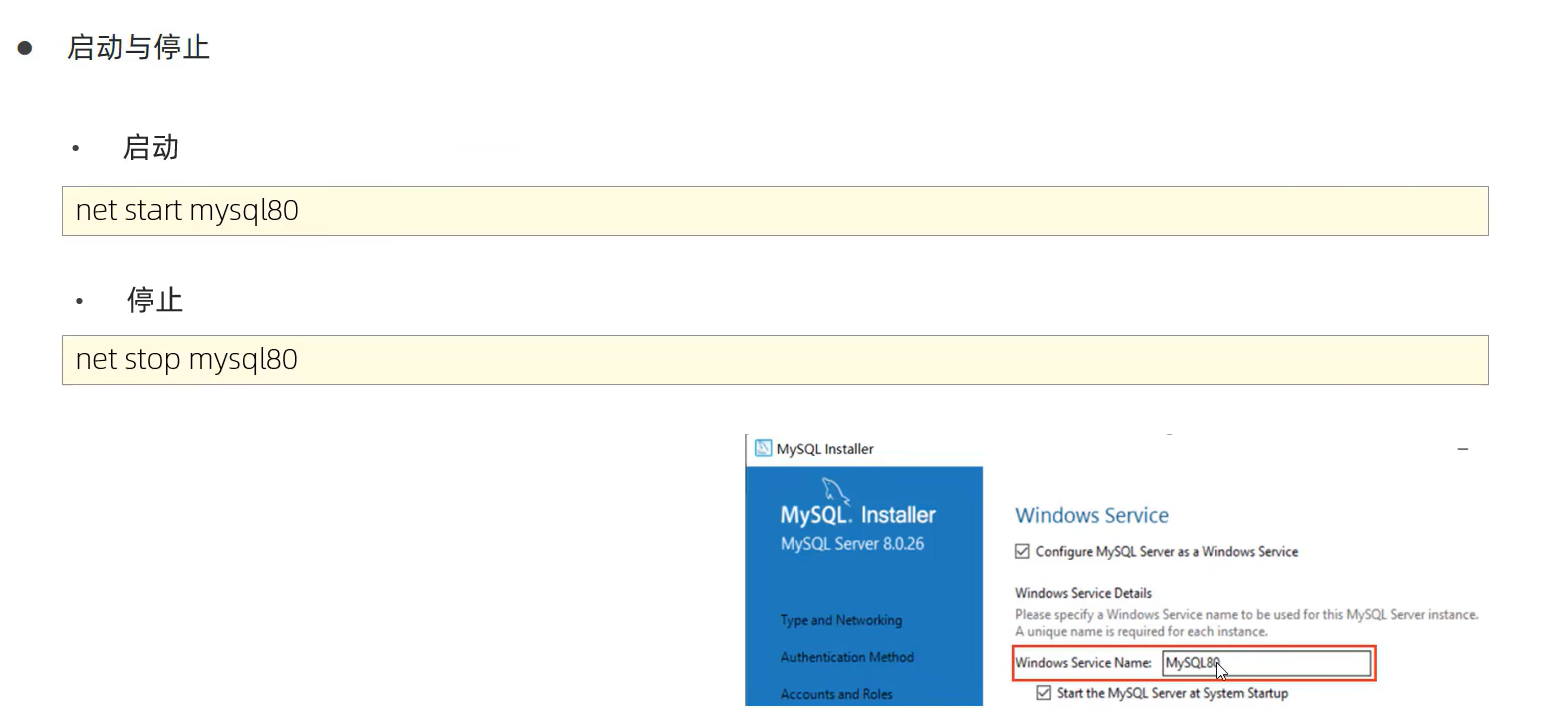 启动与停止
启动
net start mysql80
停止
net stop mysql80
MySQL Installer
MySQL. Installer
MySQL Server 8.0.26
Windows Service
Configure MySQL Server as a Windows Service
Windows Service Details
Please specify a Windows Service name to be used for this MySQL Server instance.
A unique name is required for each instance.
Type and Networking
Authentication Method
Accounts and Roles
Windows Service Name: MySQL80
Start the MySQL Server at System Startup